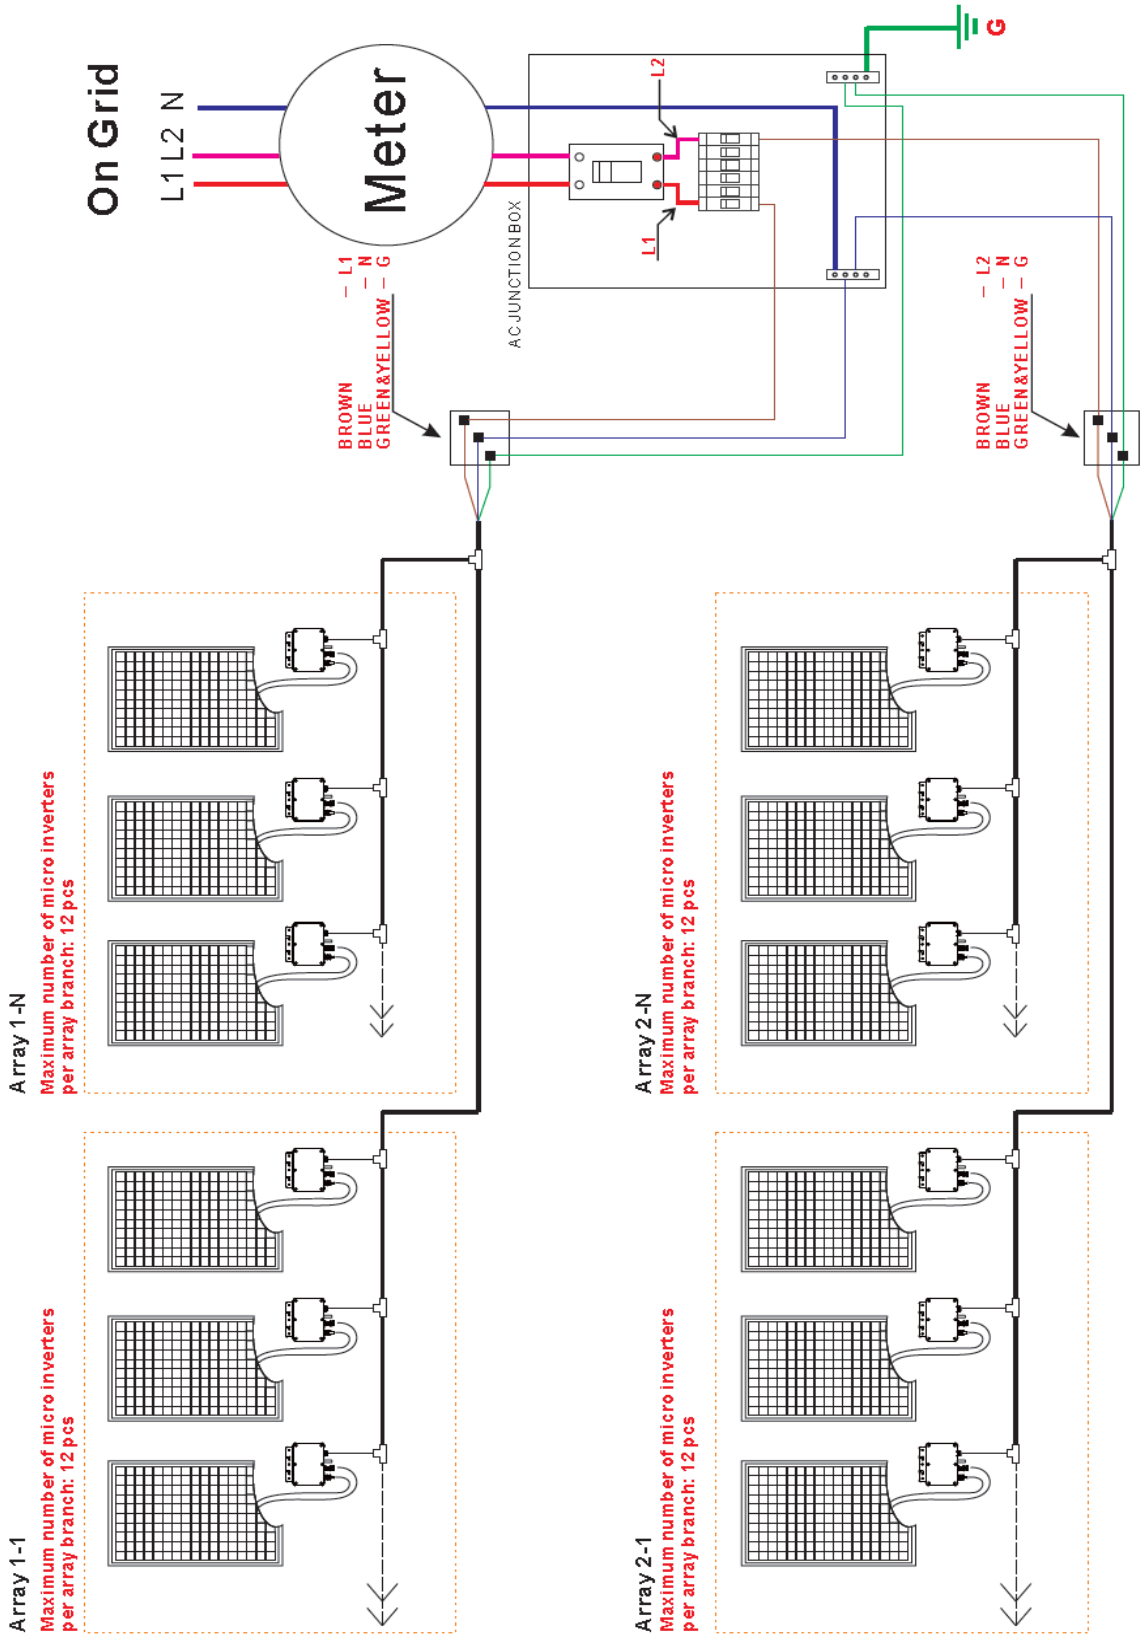 On Grid
L1 L2 N
Meter
AC JUNCTION BOX
L1
L2
G
BROWN – L1
BLUE – N
GREEN&YELLOW – G
BROWN – L2
BLUE – N
GREEN&YELLOW – G
Array 1-1
Maximum number of micro inverters
per array branch: 12 pcs
Array 1-N
Maximum number of micro inverters
per array branch: 12 pcs
Array 2-1
Maximum number of micro inverters
per array branch: 12 pcs
Array 2-N
Maximum number of micro inverters
per array branch: 12 pcs